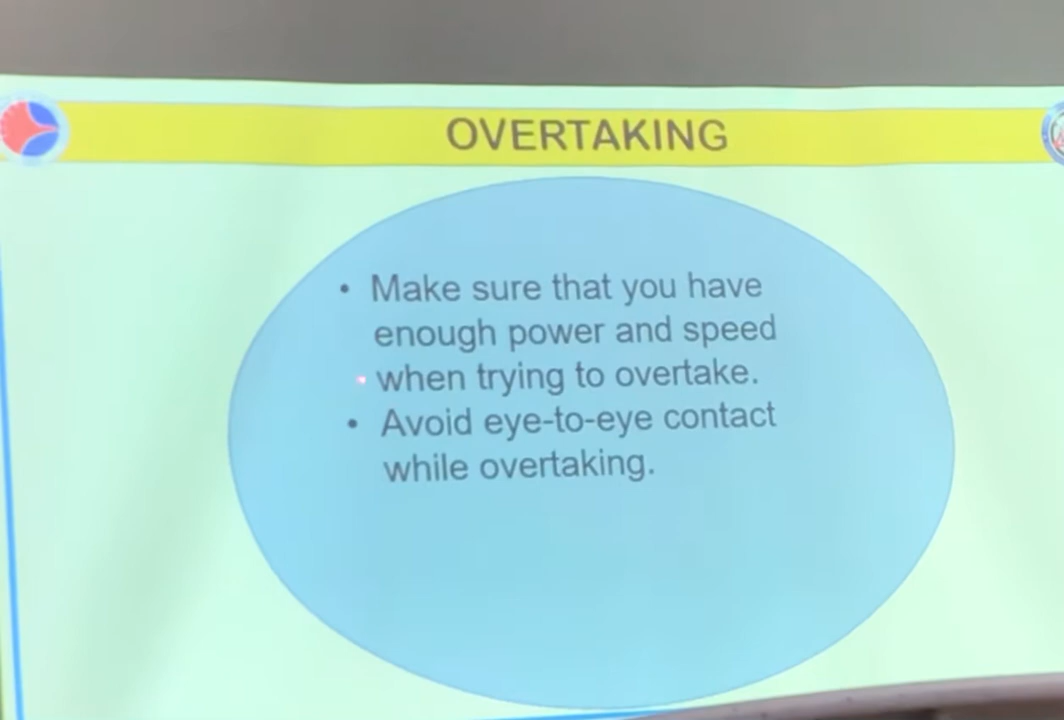 OVERTAKING
• Make sure that you have
enough power and speed
when trying to overtake.
• Avoid eye-to-eye contact
while overtaking.